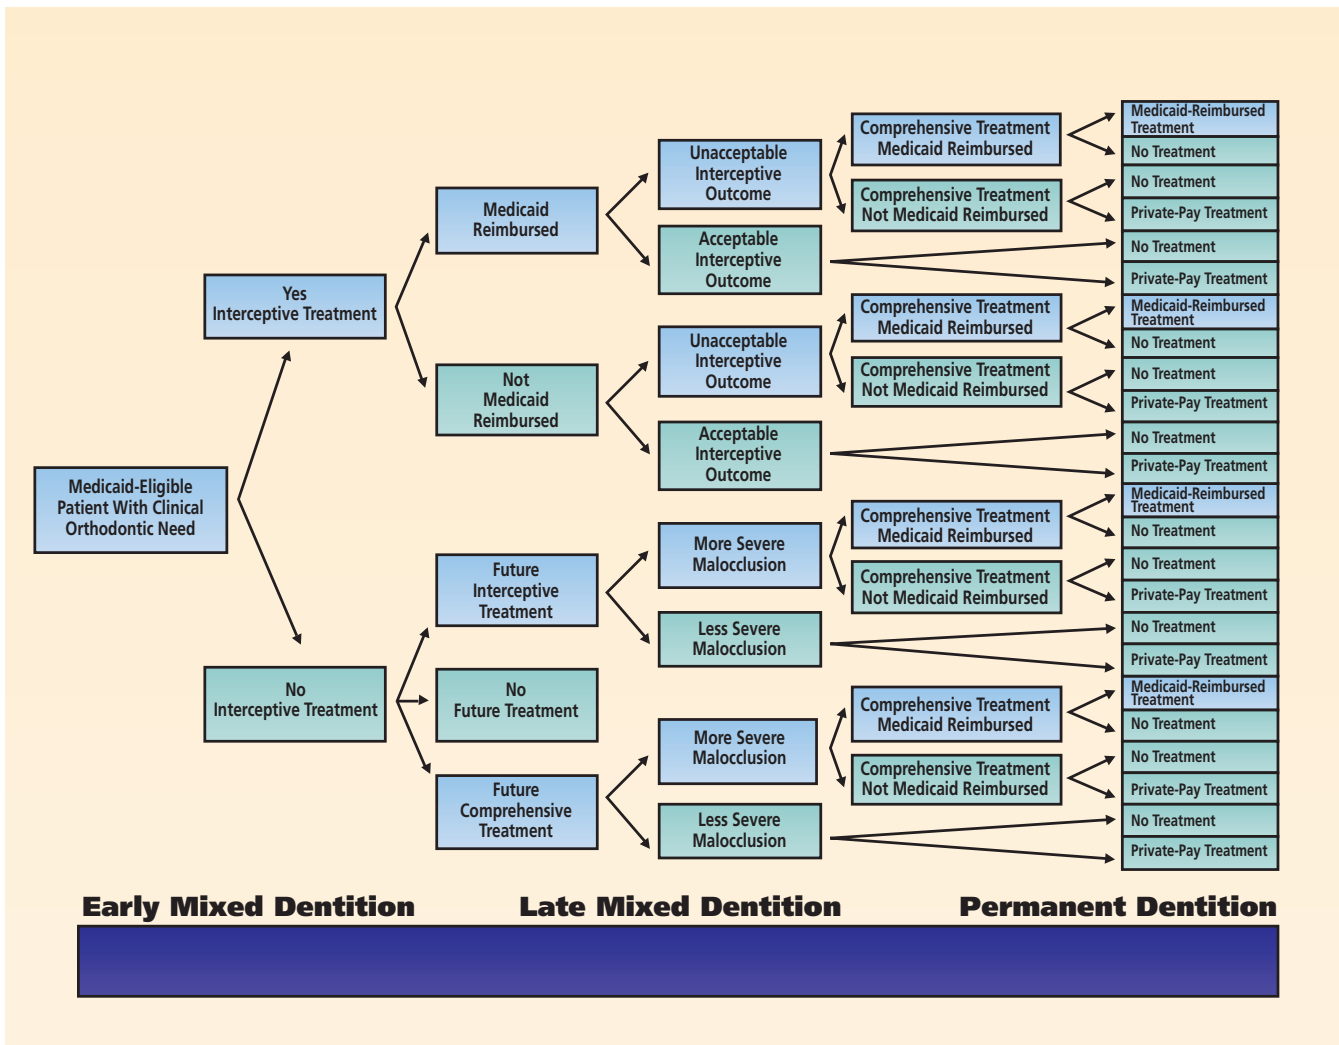 Medicaid-Eligible
Patient With Clinical
Orthodontic Need
Yes
Interceptive Treatment
No
Interceptive Treatment
Medicaid
Reimbursed
Not
Medicaid
Reimbursed
Future
Interceptive
Treatment
No
Future Treatment
Future
Comprehensive
Treatment
Unacceptable
Interceptive
Outcome
Acceptable
Interceptive
Outcome
Unacceptable
Interceptive
Outcome
Acceptable
Interceptive
Outcome
More Severe
Malocclusion
Less Severe
Malocclusion
More Severe
Malocclusion
Less Severe
Malocclusion
Comprehensive Treatment
Medicaid Reimbursed
Comprehensive Treatment
Not Medicaid Reimbursed
Comprehensive Treatment
Medicaid Reimbursed
Comprehensive Treatment
Not Medicaid Reimbursed
Comprehensive Treatment
Medicaid Reimbursed
Comprehensive Treatment
Not Medicaid Reimbursed
Comprehensive Treatment
Medicaid Reimbursed
Comprehensive Treatment
Not Medicaid Reimbursed
Medicaid-Reimbursed
Treatment
No Treatment
No Treatment
Private-Pay Treatment
No Treatment
Private-Pay Treatment
Medicaid-Reimbursed
Treatment
No Treatment
No Treatment
Private-Pay Treatment
No Treatment
Private-Pay Treatment
Medicaid-Reimbursed
Treatment
No Treatment
No Treatment
Private-Pay Treatment
No Treatment
Private-Pay Treatment
Medicaid-Reimbursed
Treatment
No Treatment
No Treatment
Private-Pay Treatment
No Treatment
Private-Pay Treatment
Early Mixed Dentition
Late Mixed Dentition
Permanent Dentition